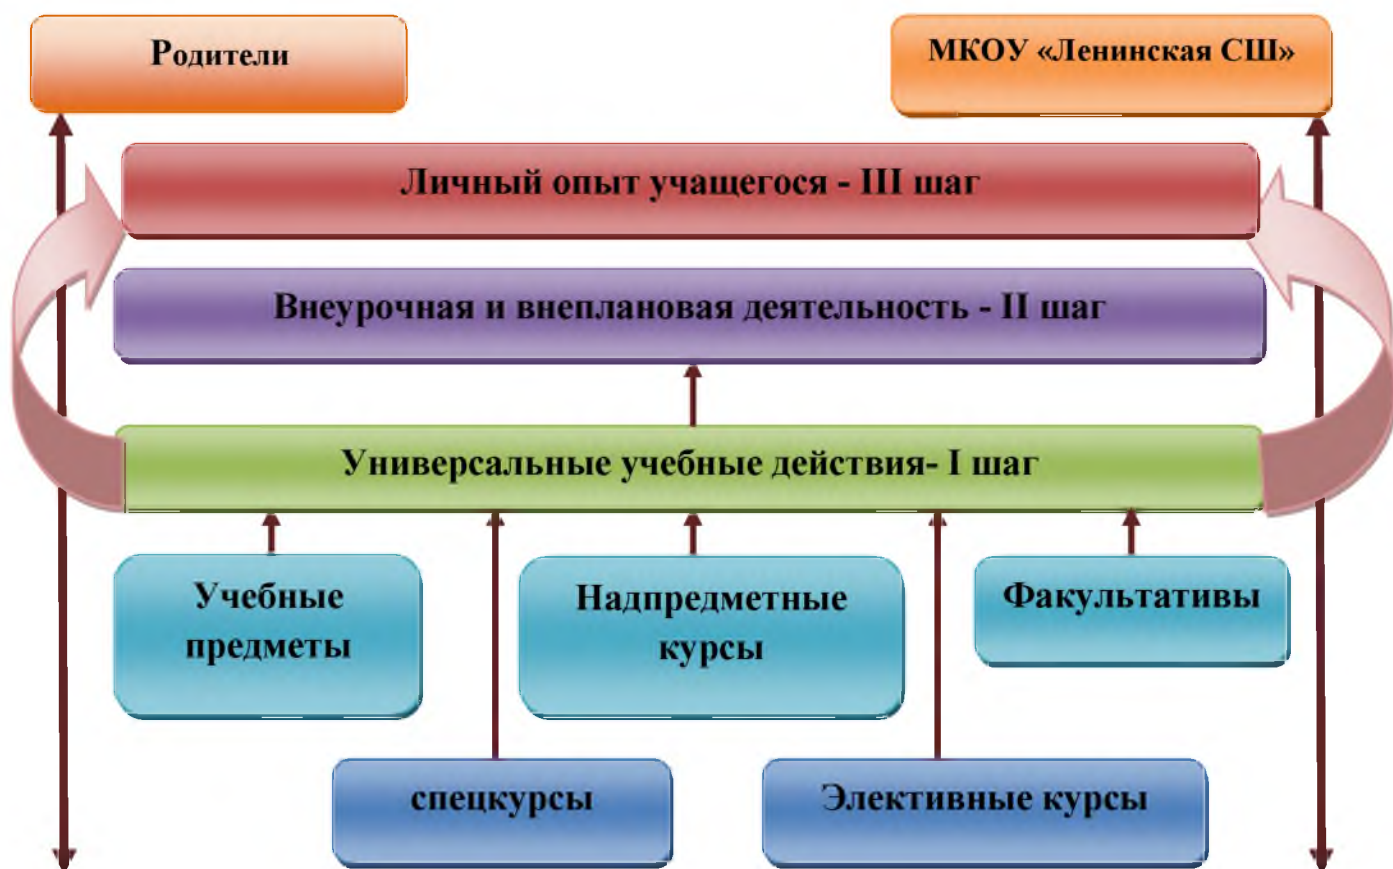 Родители
МКОУ «Ленинская СШ»
Личный опыт учащегося - III шаг
Внеурочная и внеплановая деятельность - II шаг
Универсальные учебные действия- I шаг
Учебные
предметы
Надпредметные
курсы
Факультативы
спецкурсы
Элективные курсы